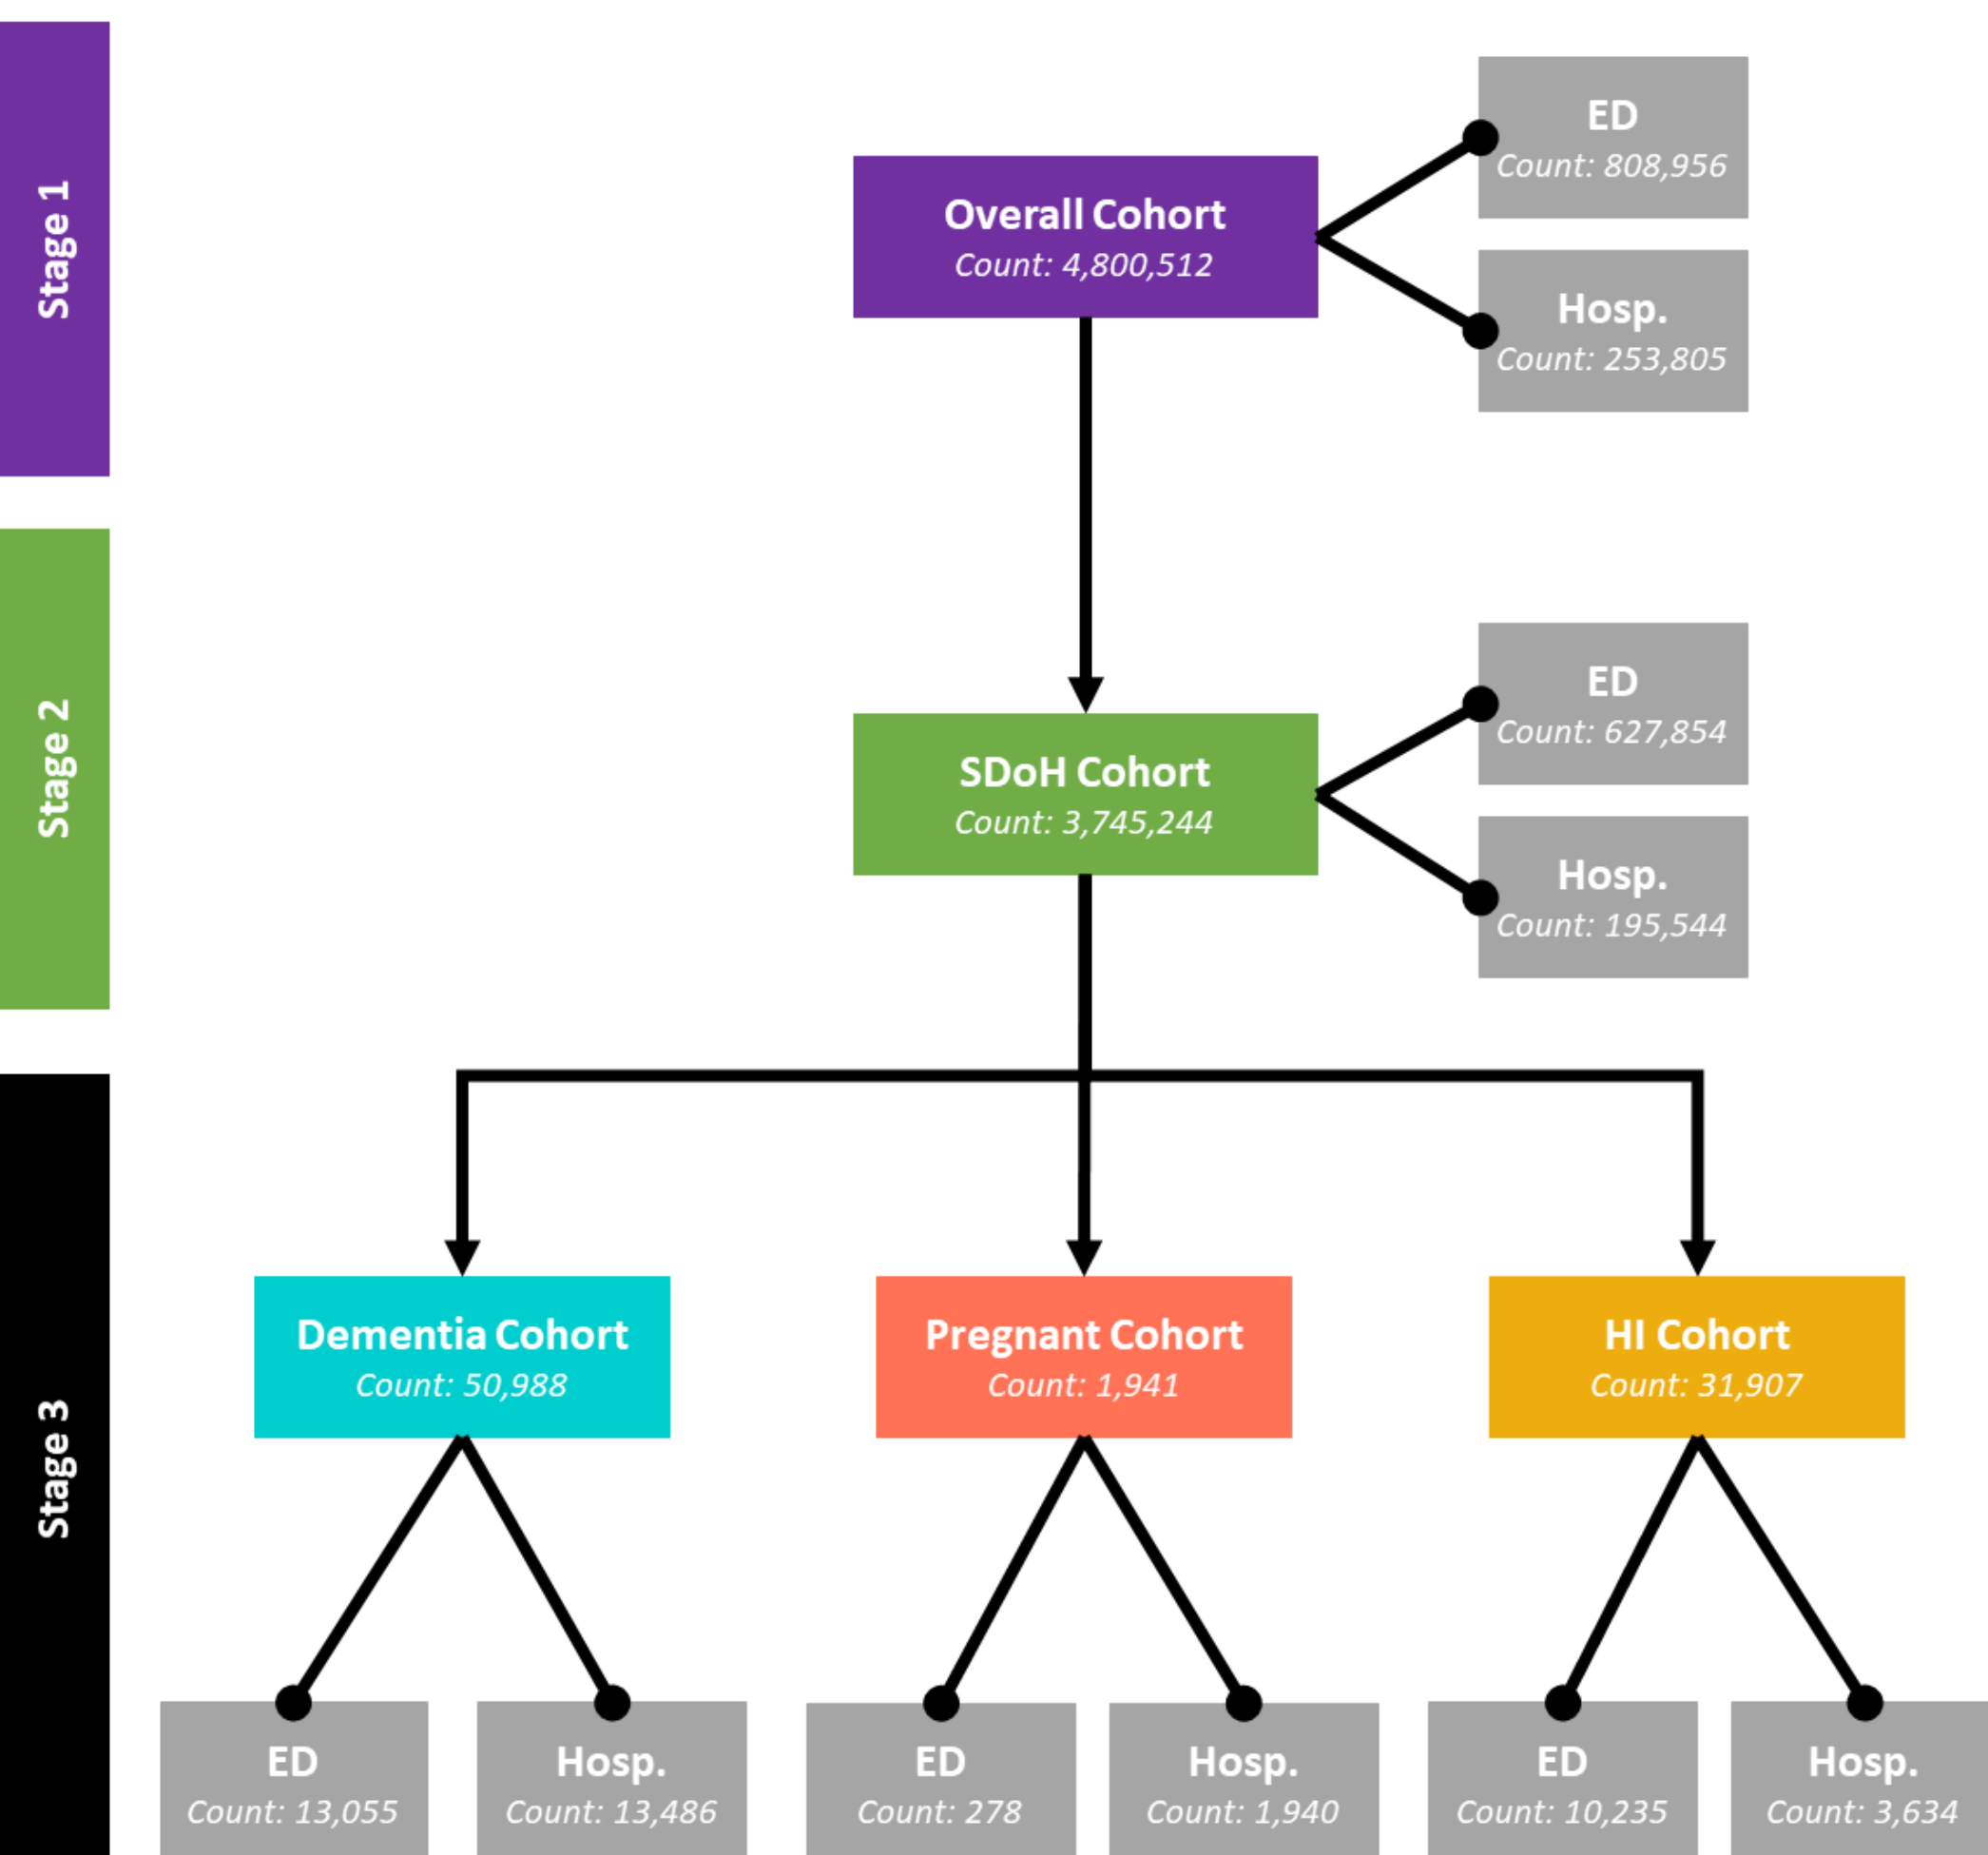 Stage 1
Overall Cohort
Count: 4,800,512
ED
Count: 808,956
Hosp.
Count: 253,805
Stage 2
SDoH Cohort
Count: 3,745,244
ED
Count: 627,854
Hosp.
Count: 195,544
Stage 3
Dementia Cohort
Count: 50,988
Pregnant Cohort
Count: 1,941
HI Cohort
Count: 31,907
ED
Count: 13,055
Hosp.
Count: 13,486
ED
Count: 278
Hosp.
Count: 1,940
ED
Count: 10,235
Hosp.
Count: 3,634